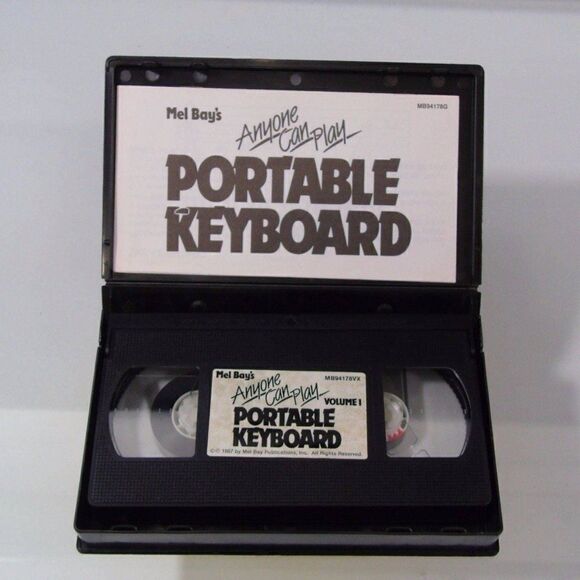 Mel Bay's
MB94178G
Anyone
Can Play
PORTABLE
KEYBOARD
Mel Bay's
MB94178VX
Anyone
Can Play
VOLUME I
PORTABLE
KEYBOARD
©℗ 1987 by Mel Bay Publications, Inc. All Rights Reserved.